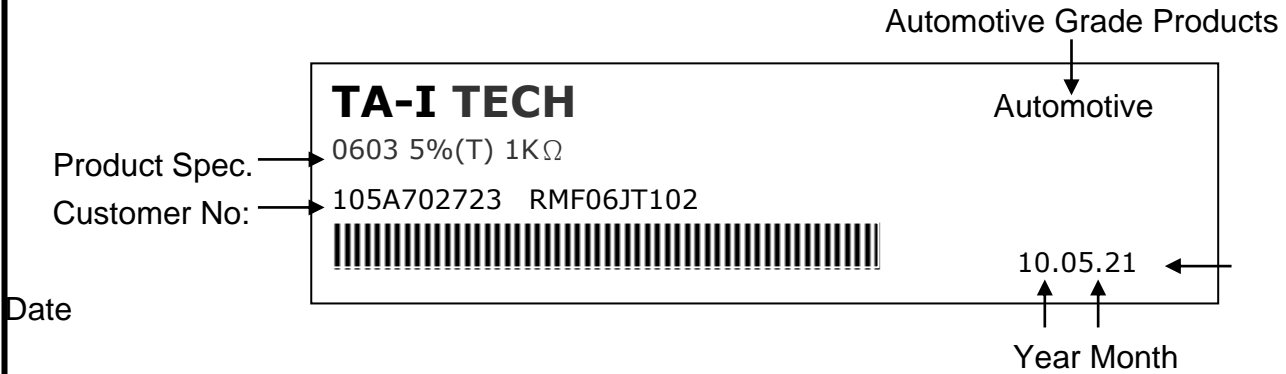 Automotive Grade Products
TA-I TECH
Automotive
0603 5%(T) 1KΩ
Product Spec.
105A702723 RMF06JT102
Customer No:
10.05.21
Date
Year Month